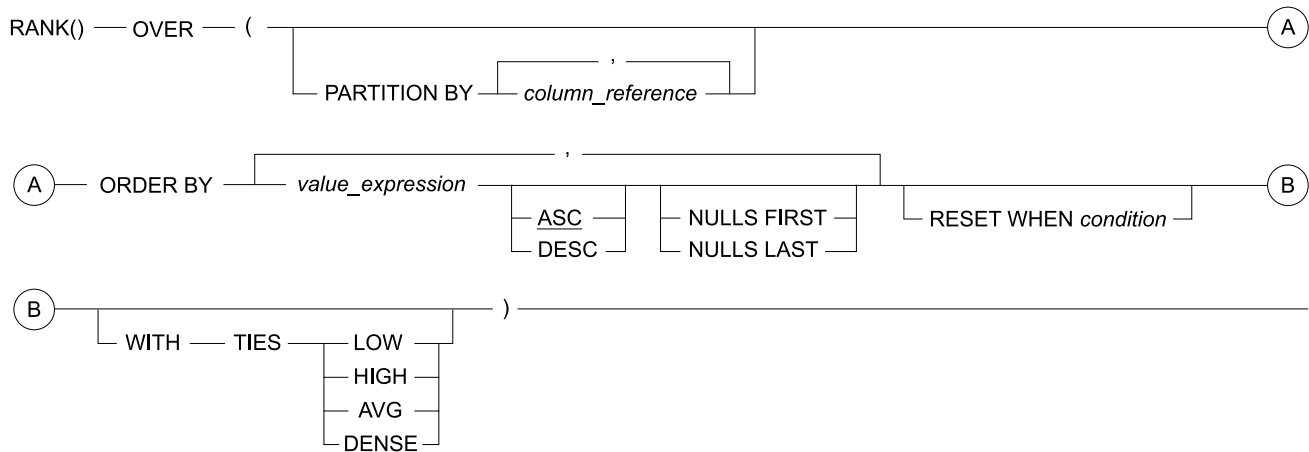 RANK() OVER ( A
,
PARTITION BY column_reference
,
A ORDER BY value_expression B
ASC NULLS FIRST RESET WHEN condition
DESC NULLS LAST
B )
WITH TIES LOW
HIGH
AVG
DENSE